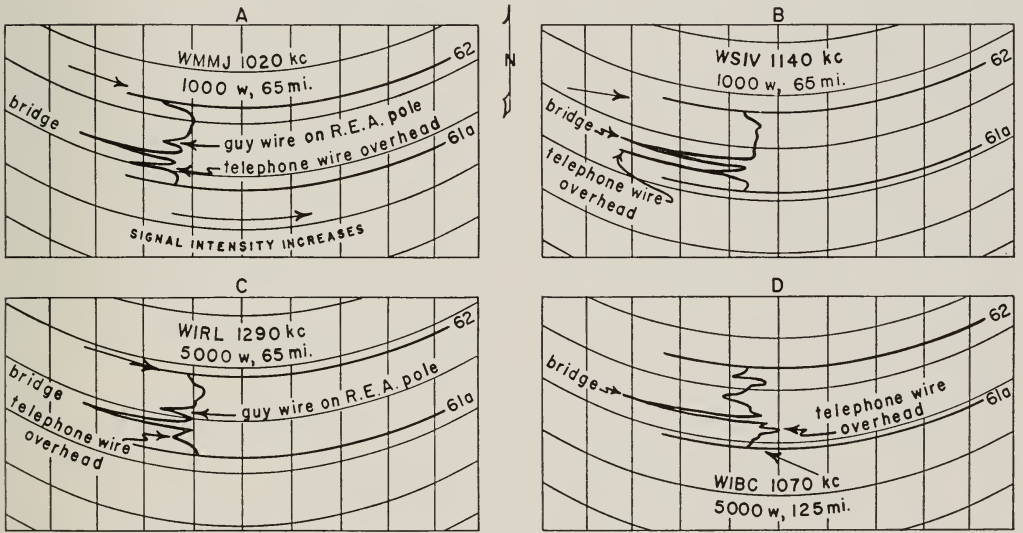 A
WMMJ 1020 kc
1000 w, 65 mi.
62
bridge
guy wire on R.E.A. pole
telephone wire overhead
61a
SIGNAL INTENSITY INCREASES
N
B
WSIV 1140 kc
1000 w, 65 mi.
62
bridge
61a
telephone wire
overhead
C
WIRL 1290 kc
5000 w, 65 mi.
62
bridge
guy wire on R.E.A. pole
telephone wire
overhead
61a
D
62
bridge
telephone wire
overhead
61a
WIBC 1070 kc
5000 w, 125 mi.